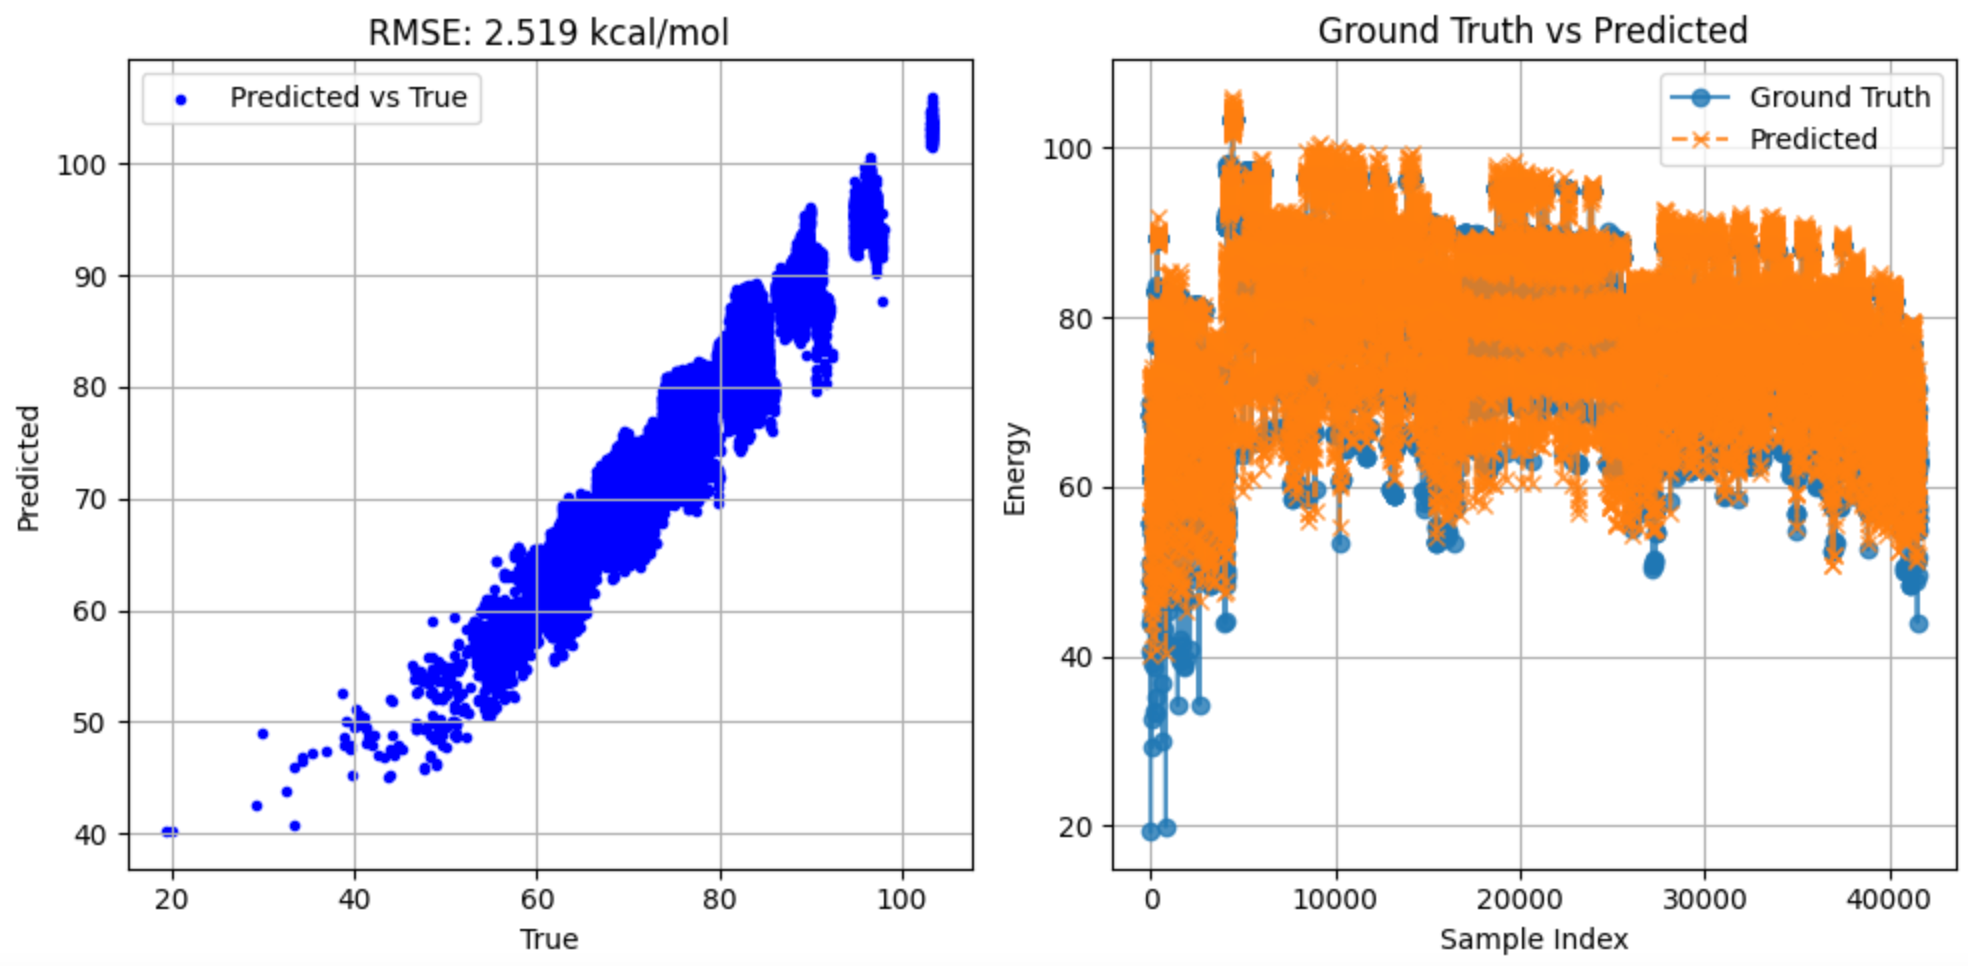 RMSE: 2.519 kcal/mol
Predicted vs True
100
90
80
70
60
50
40
Predicted
20
40
60
80
100
True
Ground Truth vs Predicted
Ground Truth
Predicted
100
80
60
40
20
Energy
0
10000
20000
30000
40000
Sample Index